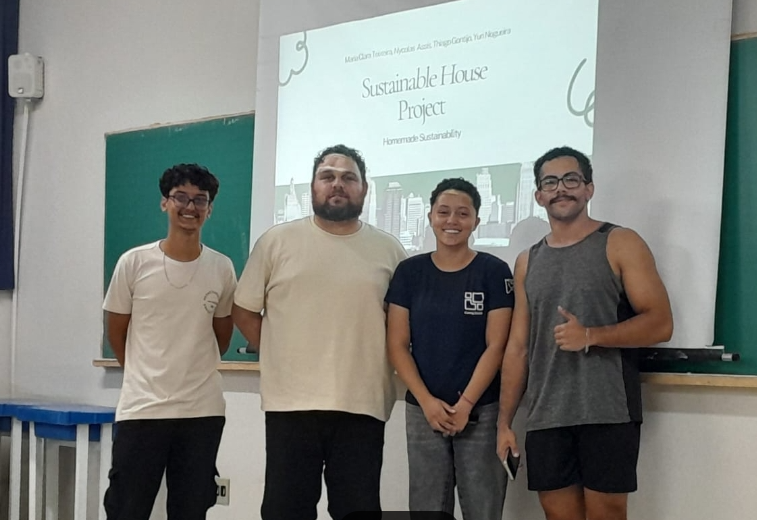 Maria Clara Teixeira, Nycolas Assis, Thiago Gontijo, Yuri Nogueira
Sustainable House
Project
Homemade Sustainability